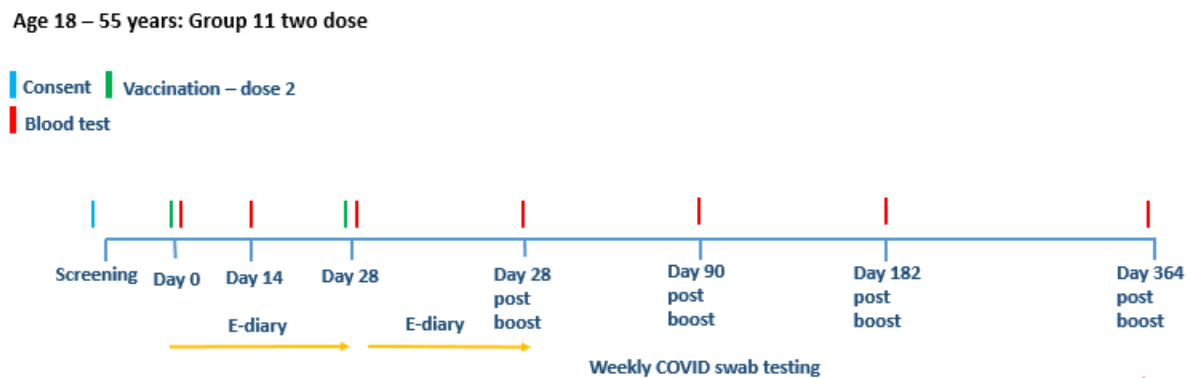 Age 18 – 55 years: Group 11 two dose
Consent
Vaccination – dose 2
Blood test
Screening
Day 0
Day 14
Day 28
Day 28
post
boost
Day 90
post
boost
Day 182
post
boost
Day 364
post
boost
E-diary
E-diary
Weekly COVID swab testing